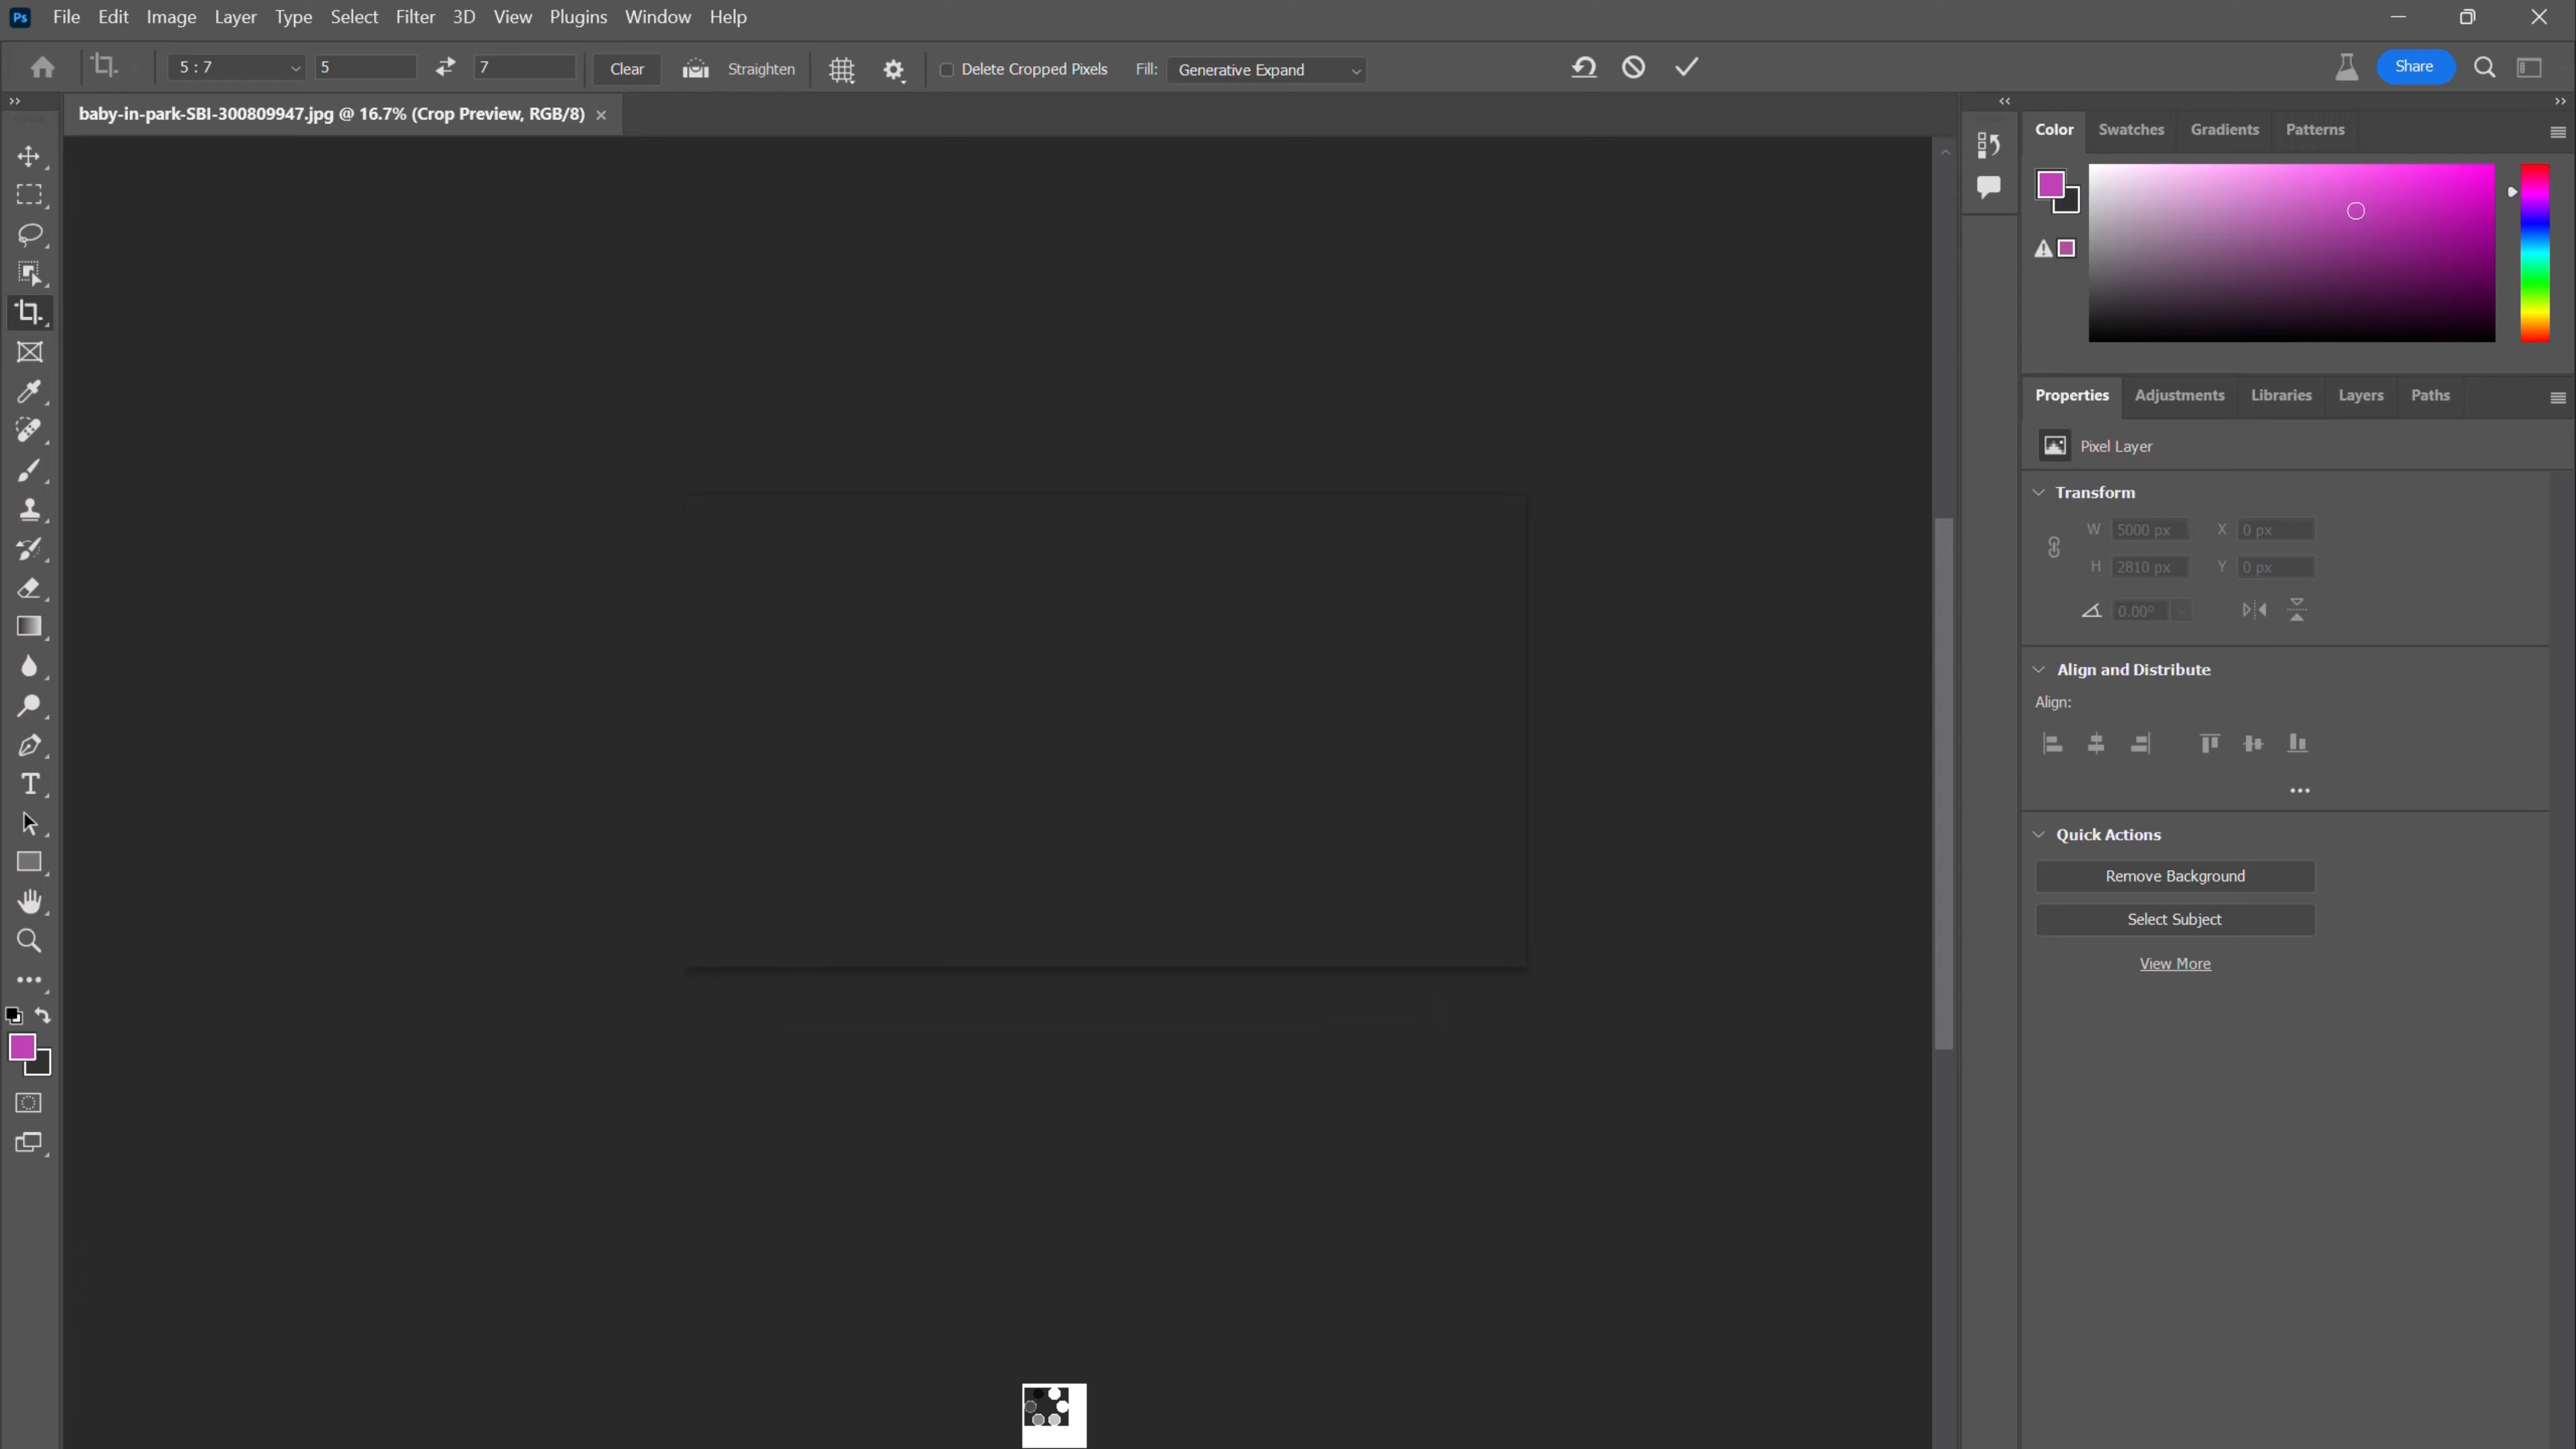 Ps File Edit Image Layer Type Select Filter 3D View Plugins Window Help
5 : 7 5 7 Clear Straighten Delete Cropped Pixels Fill: Generative Expand Share
baby-in-park-SBI-300809947.jpg @ 16.7% (Crop Preview, RGB/8)
Color Swatches Gradients Patterns
Properties Adjustments Libraries Layers Paths
Pixel Layer
Transform
W 5000 px X 0 px
H 2810 px Y 0 px
0.00°
Align and Distribute
Align:
Quick Actions
Remove Background
Select Subject
View More